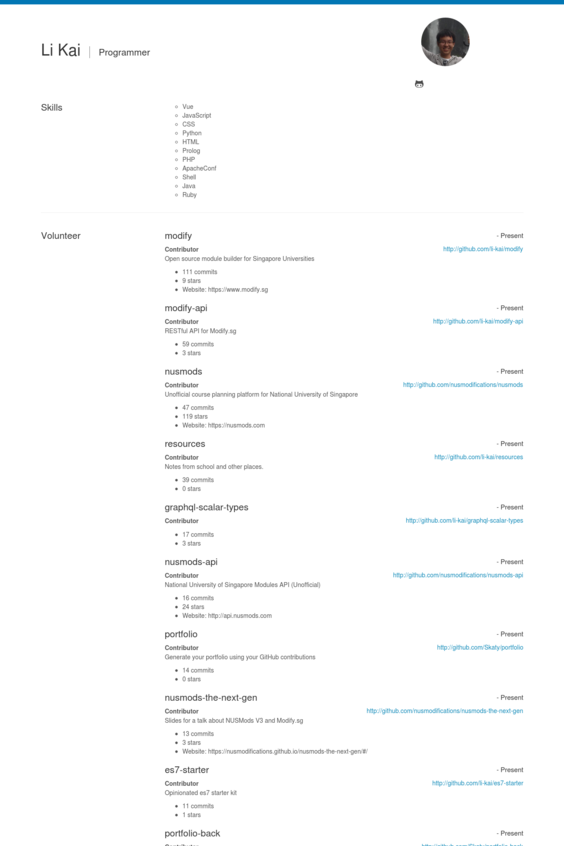 Li Kai
Programmer
Skills
Vue
JavaScript
CSS
Python
HTML
Prolog
PHP
ApacheConf
Shell
Java
Ruby
Volunteer
modify
- Present
Contributor
http://github.com/li-kai/modify
Open source module builder for Singapore Universities
111 commits
9 stars
Website: https://www.modify.sg
modify-api
- Present
Contributor
http://github.com/li-kai/modify-api
RESTful API for Modify.sg
59 commits
3 stars
nusmods
- Present
Contributor
http://github.com/nusmodifications/nusmods
Unofficial course planning platform for National University of Singapore
47 commits
119 stars
Website: https://nusmods.com
resources
- Present
Contributor
http://github.com/li-kai/resources
Notes from school and other places.
39 commits
0 stars
graphql-scalar-types
- Present
Contributor
http://github.com/li-kai/graphql-scalar-types
17 commits
3 stars
nusmods-api
- Present
Contributor
http://github.com/nusmodifications/nusmods-api
National University of Singapore Modules API (Unofficial)
16 commits
24 stars
Website: http://api.nusmods.com
portfolio
- Present
Contributor
http://github.com/Skaty/portfolio
Generate your portfolio using your GitHub contributions
14 commits
0 stars
nusmods-the-next-gen
- Present
Contributor
http://github.com/nusmodifications/nusmods-the-next-gen
Slides for a talk about NUSMods V3 and Modify.sg
13 commits
3 stars
Website: https://nusmodifications.github.io/nusmods-the-next-gen/#/
es7-starter
- Present
Contributor
http://github.com/li-kai/es7-starter
Opinionated es7 starter kit
11 commits
1 stars
portfolio-back
- Present